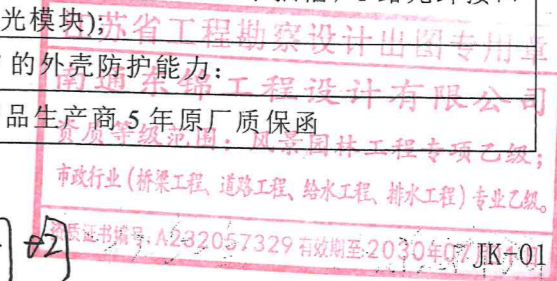 光模块);
江苏省工程勘察设计出图专用章
的外壳防护能力:
南通东锦工程设计有限公司
品生产商 5 年原厂质保函
资质等级范围: 风景园林工程专项乙级;
市政行业(桥梁工程、道路工程、给水工程、排水工程)专业乙级。
资质证书编号: A232057329 有效期至: 2030年07月
JK-01